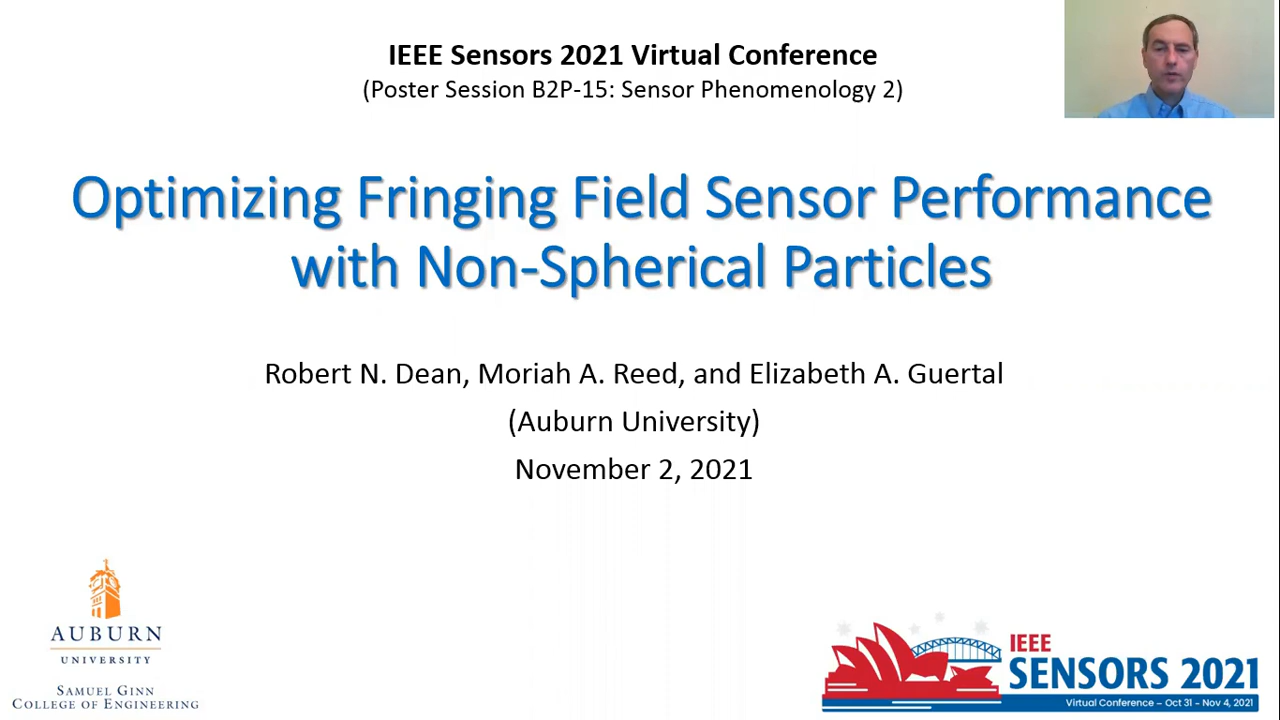 IEEE Sensors 2021 Virtual Conference
(Poster Session B2P-15: Sensor Phenomenology 2)
Optimizing Fringing Field Sensor Performance
with Non-Spherical Particles
Robert N. Dean, Moriah A. Reed, and Elizabeth A. Guertal
(Auburn University)
November 2, 2021
AUBURN
UNIVERSITY
SAMUEL GINN
COLLEGE OF ENGINEERING
IEEE
SENSORS 2021
Virtual Conference – Oct 31 - Nov 4, 2021